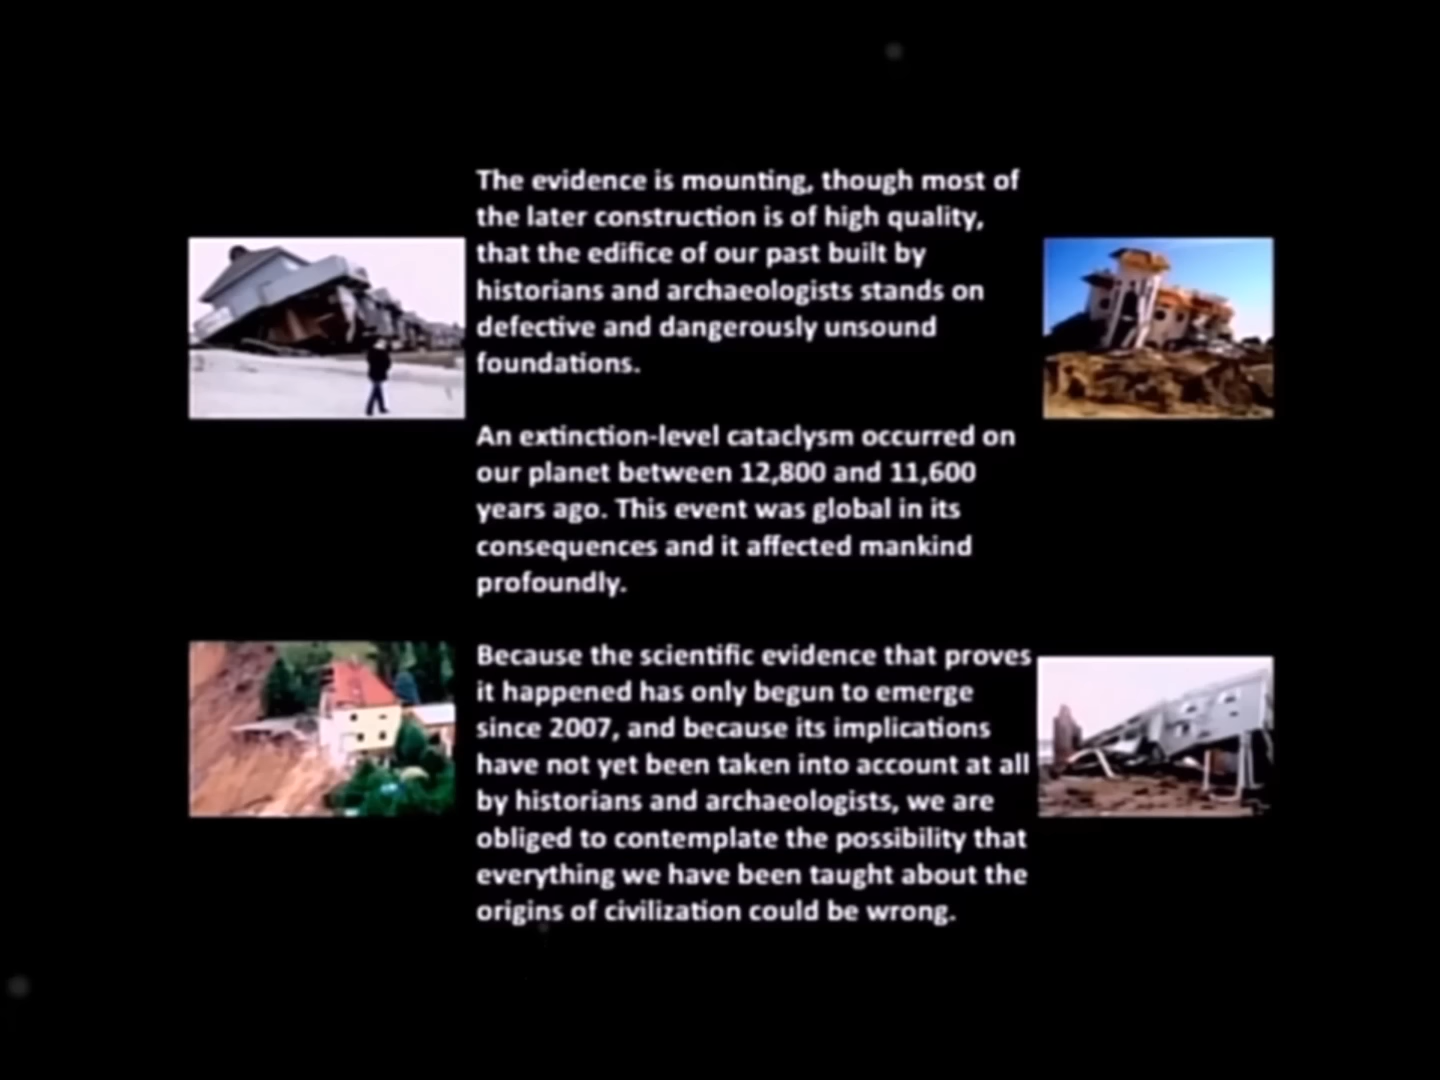 The evidence is mounting, though most of
the later construction is of high quality,
that the edifice of our past built by
historians and archaeologists stands on
defective and dangerously unsound
foundations.
An extinction-level cataclysm occurred on
our planet between 12,800 and 11,600
years ago. This event was global in its
consequences and it affected mankind
profoundly.
Because the scientific evidence that proves
it happened has only begun to emerge
since 2007, and because its implications
have not yet been taken into account at all
by historians and archaeologists, we are
obliged to contemplate the possibility that
everything we have been taught about the
origins of civilization could be wrong.